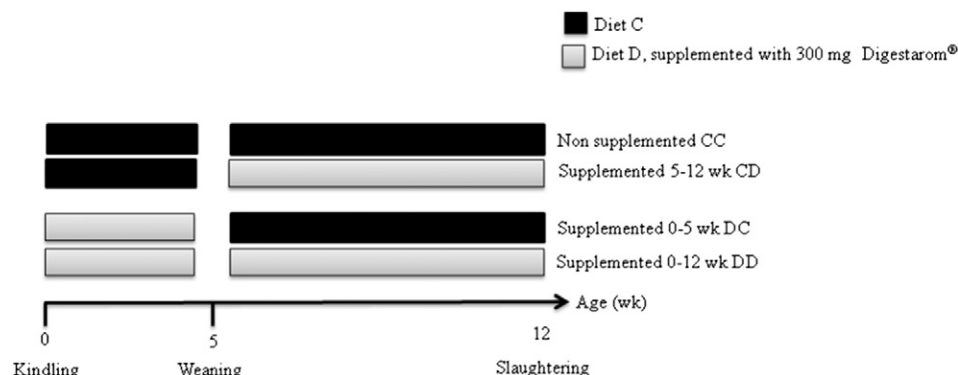 Diet C
Diet D, supplemented with 300 mg Digestarom®
Non supplemented CC
Supplemented 5-12 wk CD
Supplemented 0-5 wk DC
Supplemented 0-12 wk DD
Age (wk)
0 5 12
Kindling Weaning Slaughtering